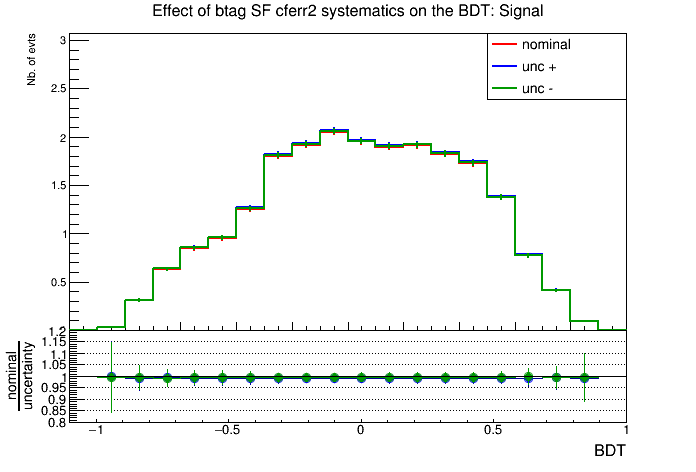 Effect of btag SF cferr2 systematics on the BDT: Signal
Nb. of evts
3
2.5
2
1.5
1
0.5
nominal
unc +
unc -
nominal
uncertainty
1.2
1.15
1.1
1.05
1
0.95
0.9
0.85
0.8
−1
−0.5
0
0.5
1
BDT